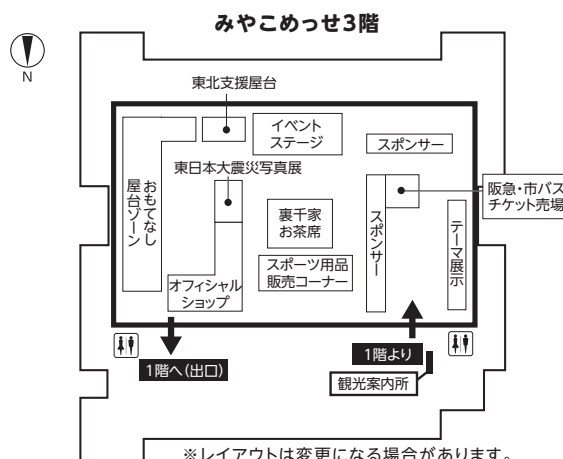 みやこめっせ3階
N
東北支援屋台
イベント
ステージ
スポンサー
東日本大震災写真展
おもてなし
屋台ゾーン
裏千家
お茶席
スポンサー
阪急・市バス
チケット売場
テーマ展示
スポーツ用品
販売コーナー
オフィシャル
ショップ
1階へ(出口)
1階より
観光案内所
※レイアウトは変更になる場合があります。